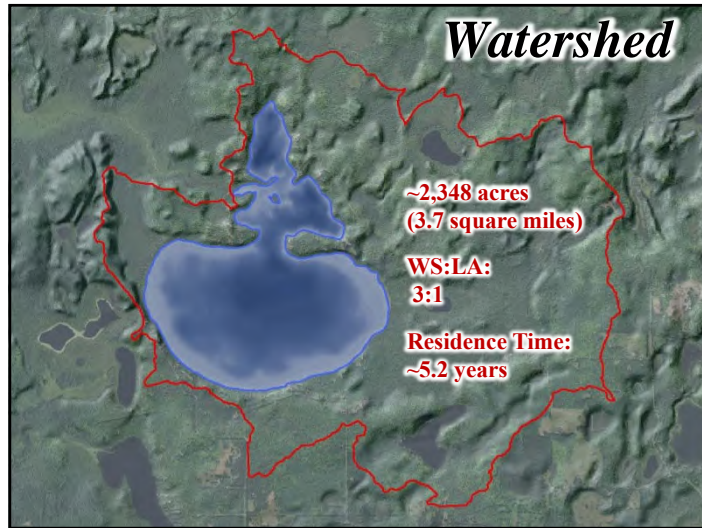 Watershed
~2,348 acres
(3.7 square miles)
WS:LA:
3:1
Residence Time:
~5.2 years